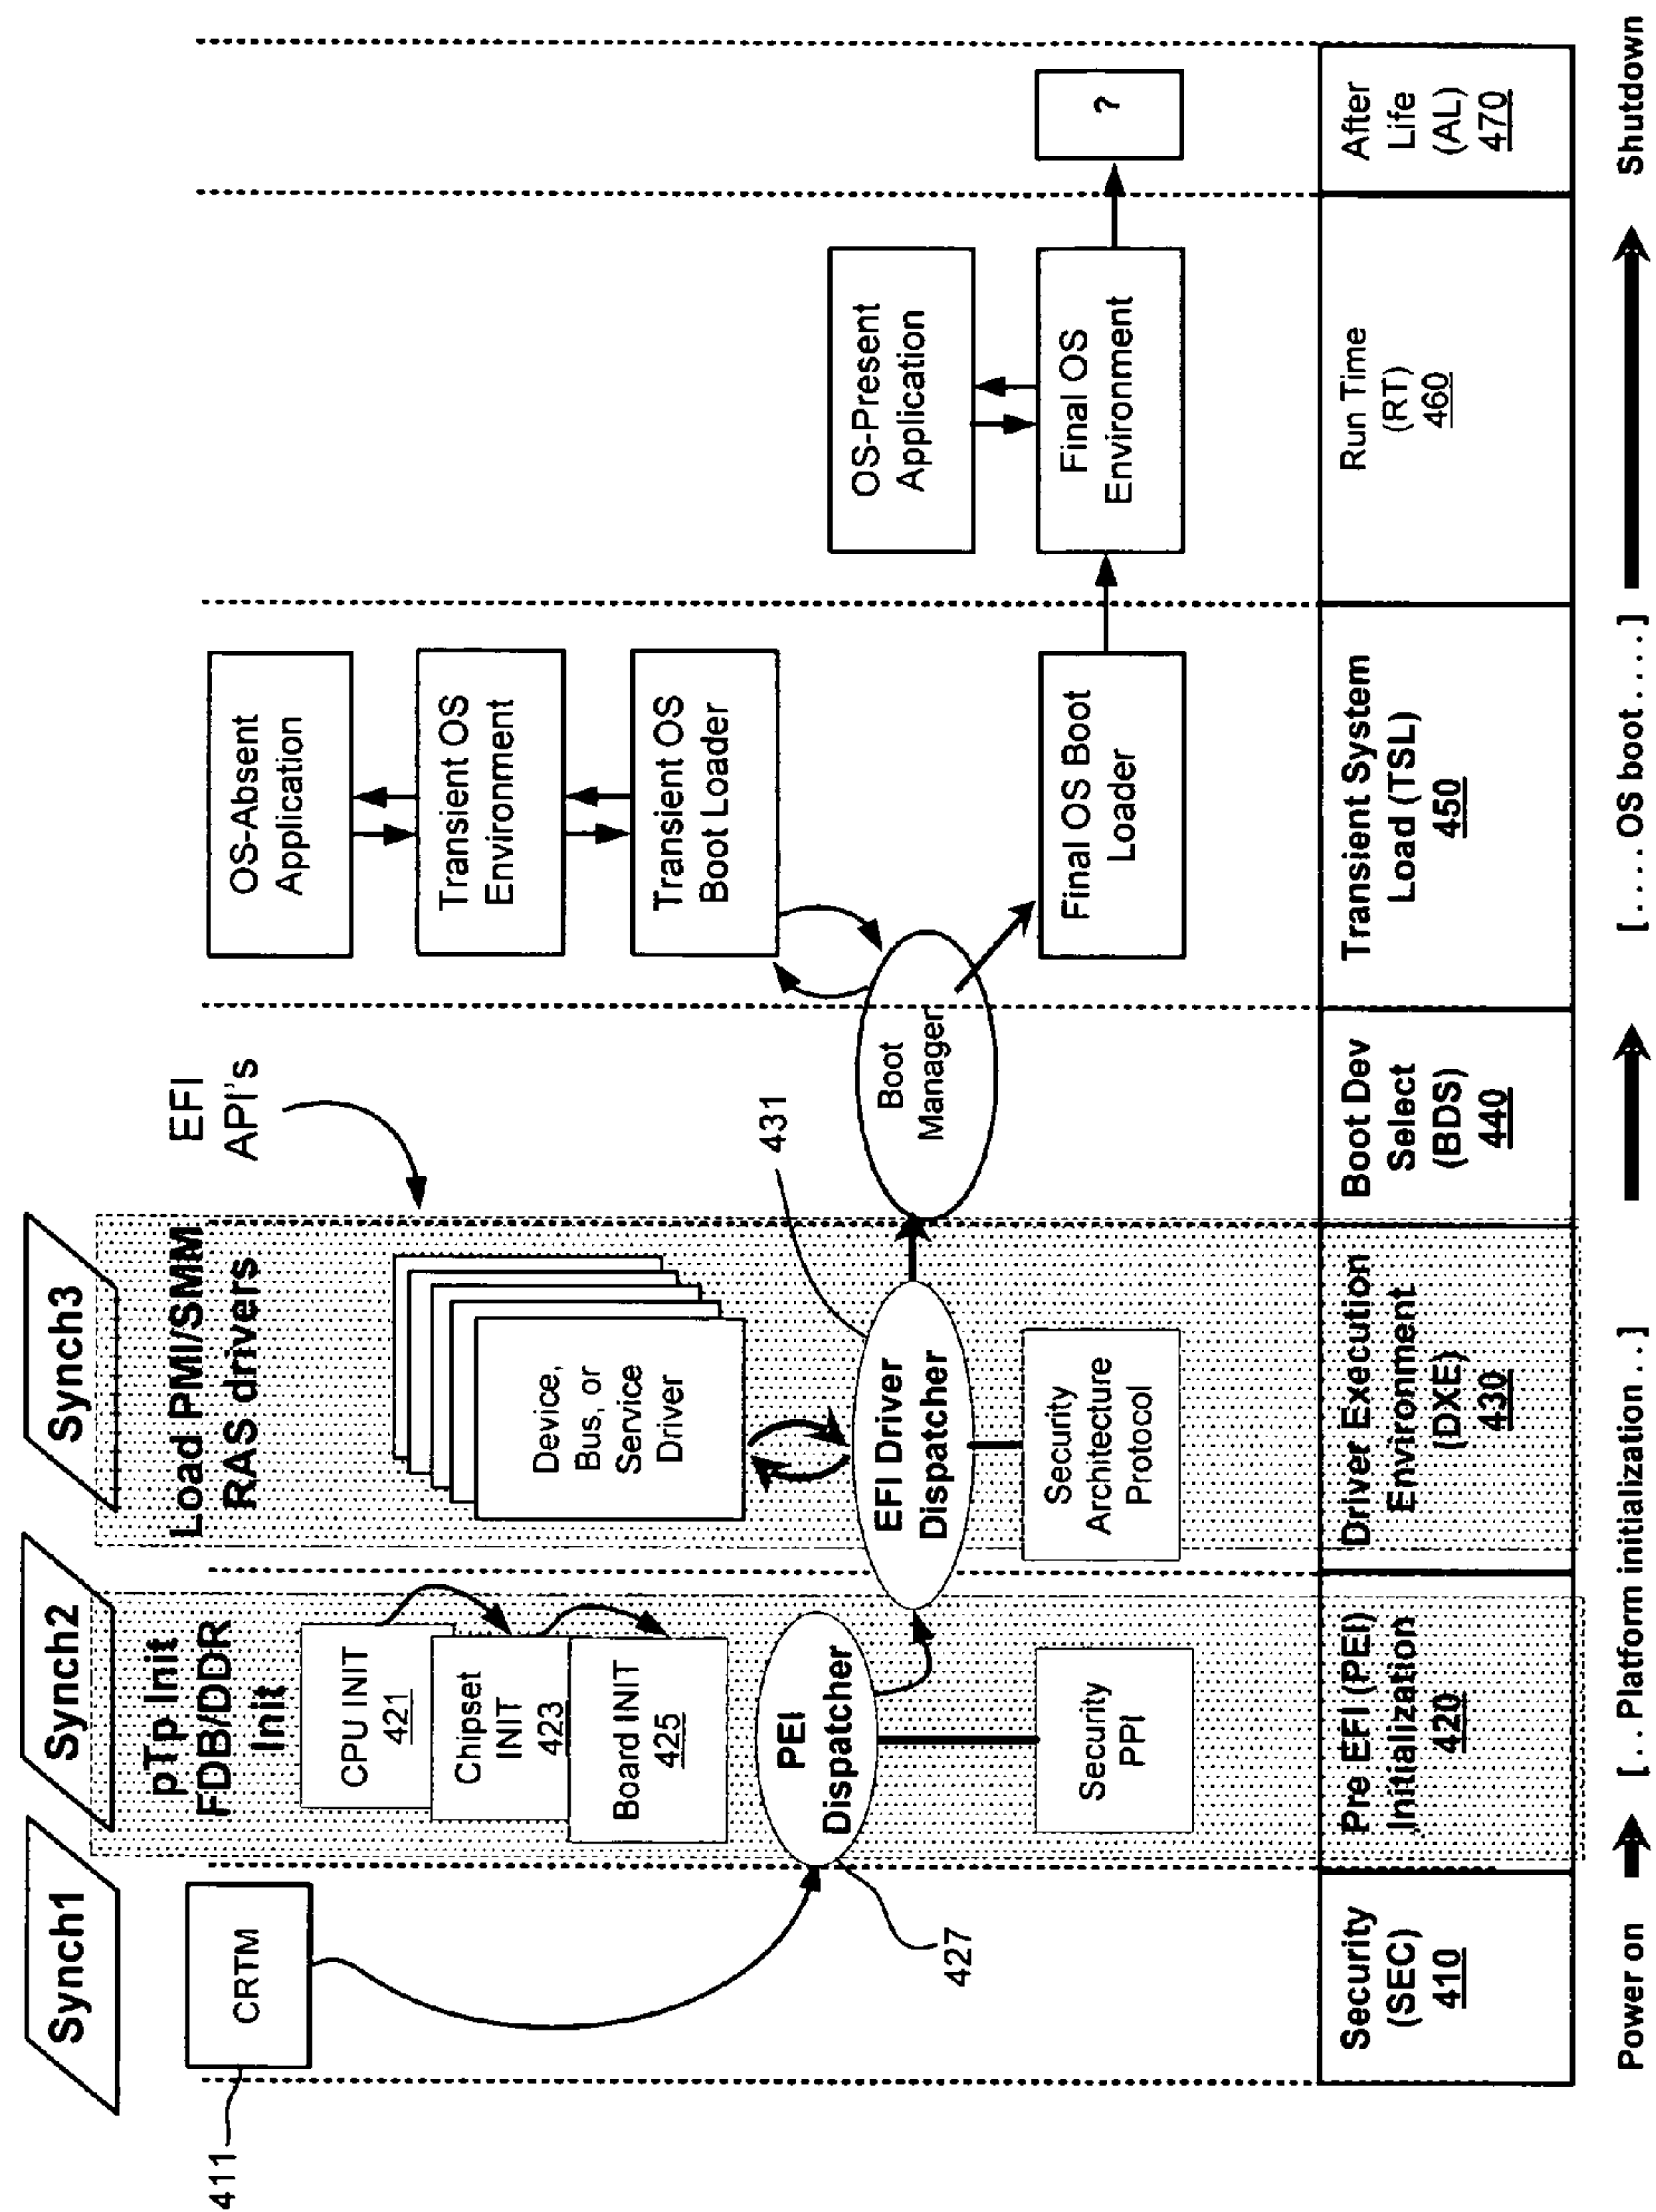 Synch1
Synch2
Synch3
pTp Init
FDB/DDR
Init
Load PMI/SMM
RAS drivers
EFI
API's
411
CRTM
427
CPU INIT
421
Chipset
INIT
423
Board INIT
425
PEI
Dispatcher
Security
PPI
Device,
Bus, or
Service
Driver
431
EFI Driver
Dispatcher
Security
Architecture
Protocol
Boot
Manager
OS-Absent
Application
Transient OS
Environment
Transient OS
Boot Loader
Final OS Boot
Loader
OS-Present
Application
Final OS
Environment
?
Security
(SEC)
410
Pre EFI (PEI)
Initialization
420
Driver Execution
Environment
(DXE)
430
Boot Dev
Select
(BDS)
440
Transient System
Load (TSL)
450
Run Time
(RT)
460
After
Life
(AL)
470
Power on
[. . Platform initialization . .]
[. . . . OS boot. . . . .]
Shutdown